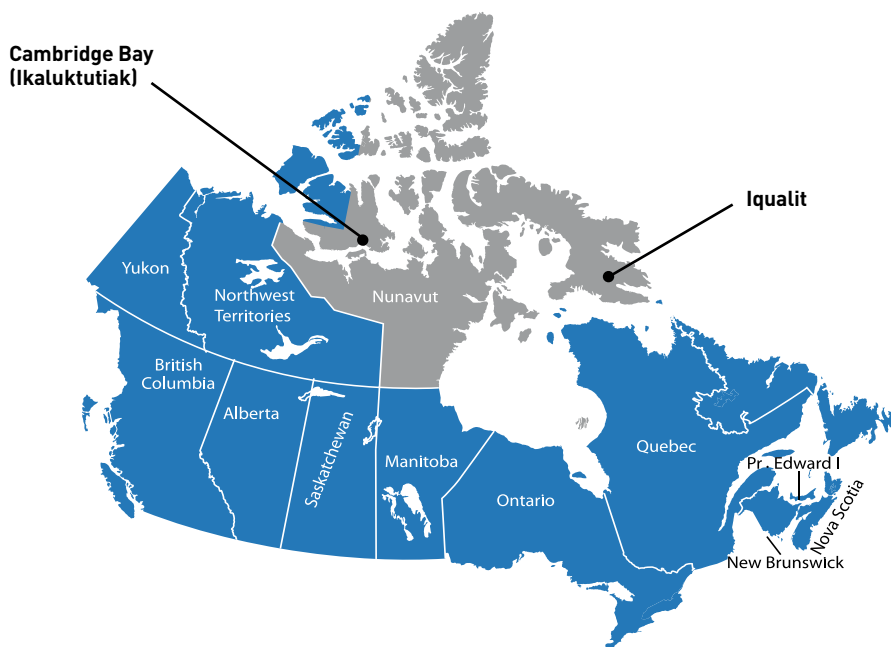 Cambridge Bay
(Ikaluktutiak)
Iqualit
Yukon
Northwest
Territories
Nunavut
British
Columbia
Alberta
Saskatchewan
Manitoba
Ontario
Quebec
Pr. Edward I
Nova Scotia
New Brunswick